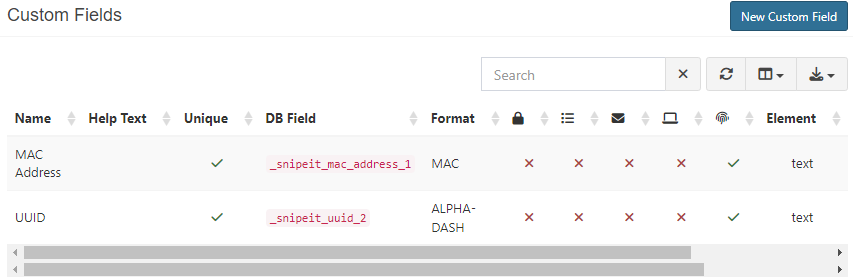 Custom Fields
New Custom Field
Search
Name Help Text Unique DB Field Format Element
MAC
Address
_snipeit_mac_address_1 MAC text
UUID _snipeit_uuid_2 ALPHA-
DASH text